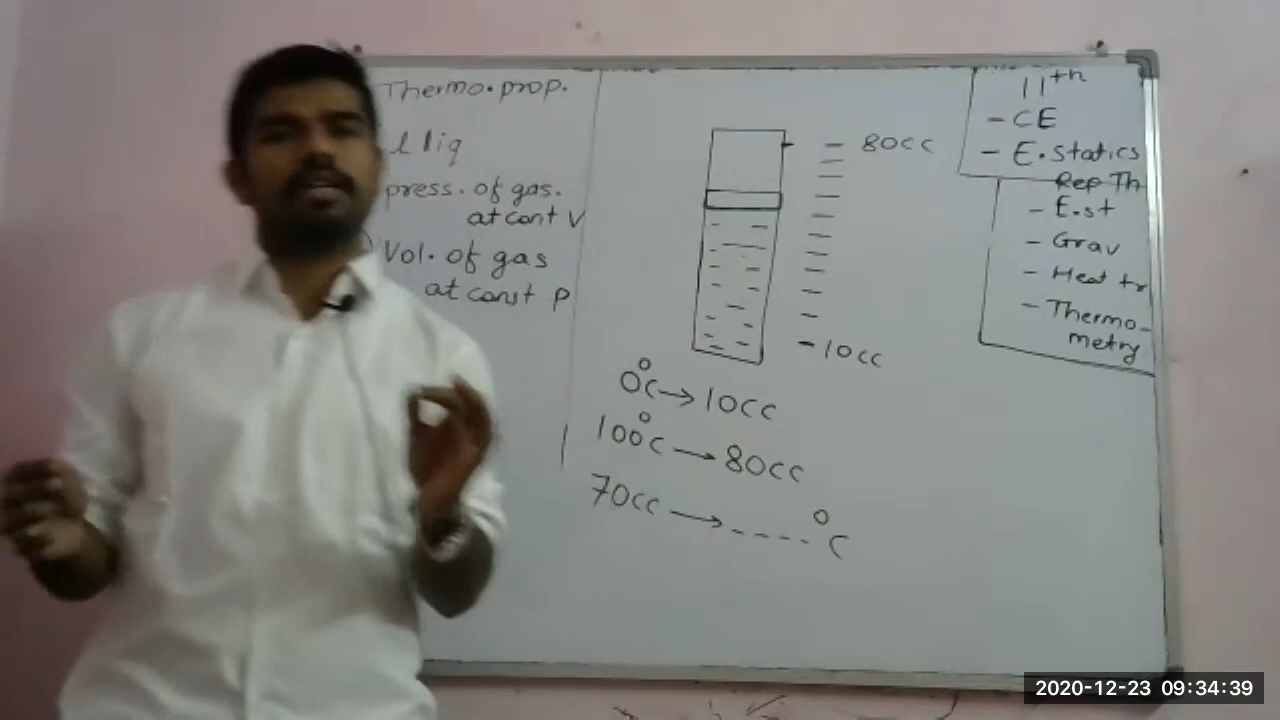 Thermo. prop.
l liq
press. of gas.
at cont V
Vol. of gas
at const P
80cc
10cc
0°C → 10cc
100°C → 80cc
70cc → ---- °C
11th
- CE
- E. statics
Rep Th
- E.st
- Grav
- Heat tr
- Thermo-
metry
2020-12-23 09:34:39